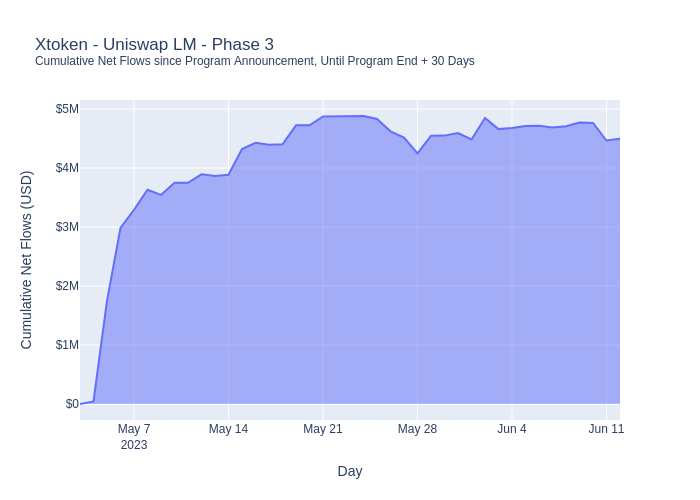 Xtoken - Uniswap LM - Phase 3
Cumulative Net Flows since Program Announcement, Until Program End + 30 Days
$5M
$4M
$3M
$2M
$1M
$0
Cumulative Net Flows (USD)
May 7 May 14 May 21 May 28 Jun 4 Jun 11
2023
Day